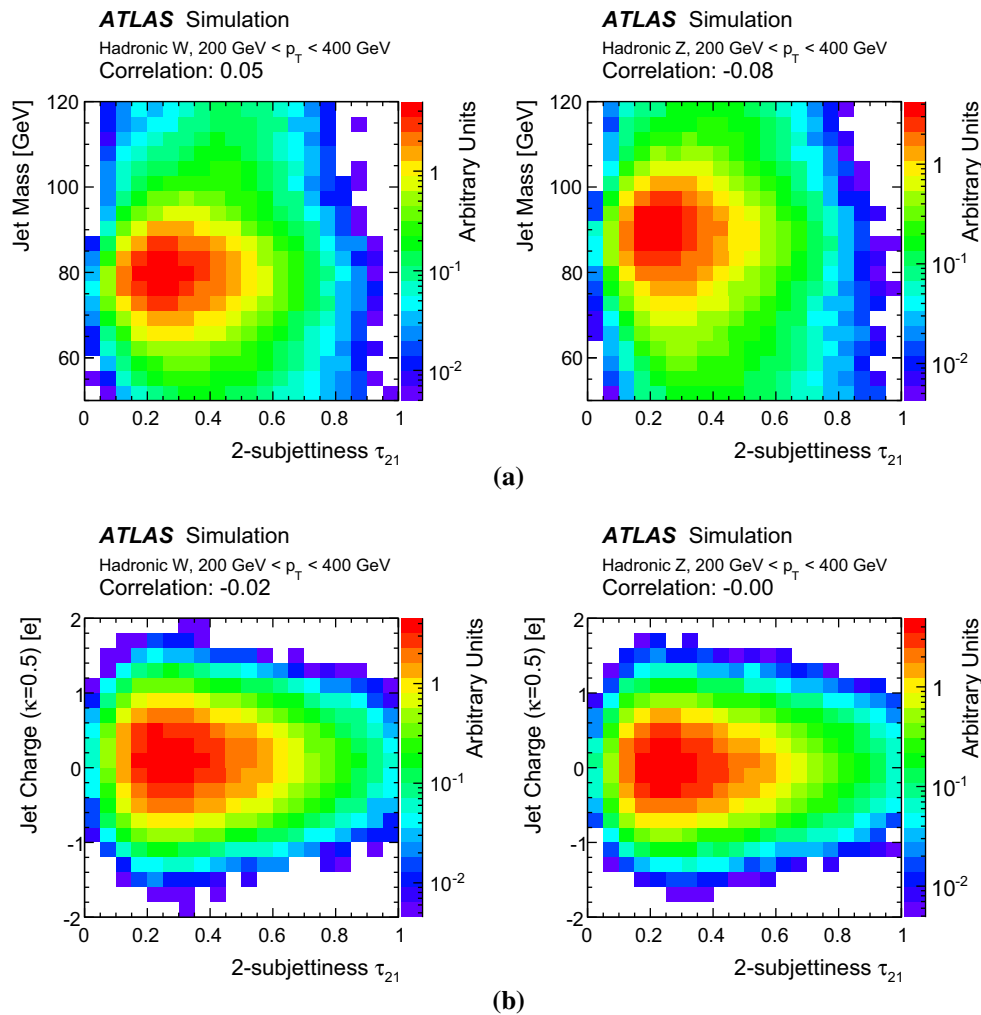 ATLAS Simulation
Hadronic W, 200 GeV < p_T < 400 GeV
Correlation: 0.05
Jet Mass [GeV]
120
100
80
60
0 0.2 0.4 0.6 0.8 1
2-subjettiness τ21
1
10^-1
10^-2
Arbitrary Units
ATLAS Simulation
Hadronic Z, 200 GeV < p_T < 400 GeV
Correlation: -0.08
Jet Mass [GeV]
120
100
80
60
0 0.2 0.4 0.6 0.8 1
2-subjettiness τ21
1
10^-1
10^-2
Arbitrary Units
(a)
ATLAS Simulation
Hadronic W, 200 GeV < p_T < 400 GeV
Correlation: -0.02
Jet Charge (κ=0.5) [e]
2
1
0
-1
-2
0 0.2 0.4 0.6 0.8 1
2-subjettiness τ21
1
10^-1
10^-2
Arbitrary Units
ATLAS Simulation
Hadronic Z, 200 GeV < p_T < 400 GeV
Correlation: -0.00
Jet Charge (κ=0.5) [e]
2
1
0
-1
-2
0 0.2 0.4 0.6 0.8 1
2-subjettiness τ21
1
10^-1
10^-2
Arbitrary Units
(b)